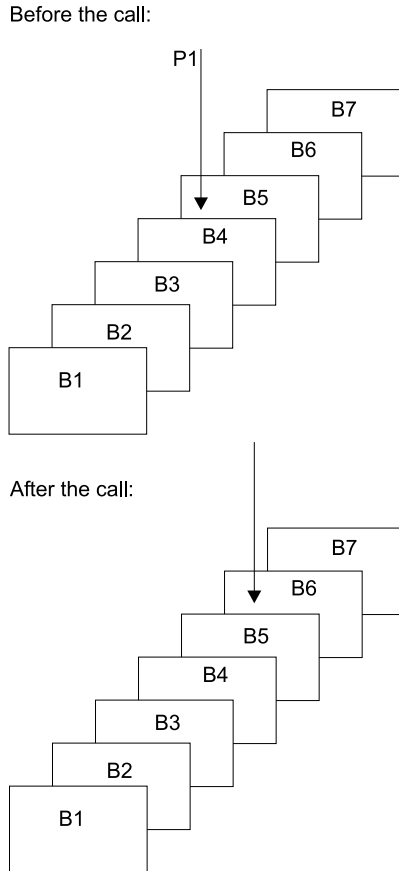 Before the call:
P1
B7
B6
B5
B4
B3
B2
B1
After the call:
B7
B6
B5
B4
B3
B2
B1